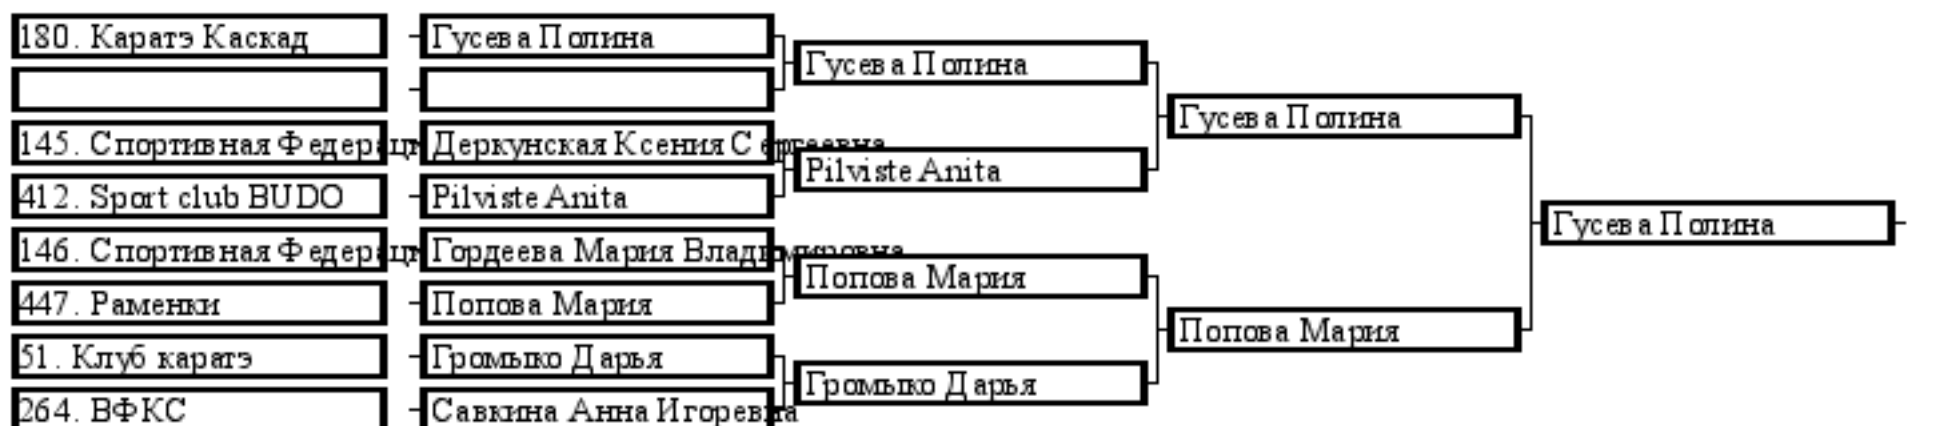 180. Каратэ Каскад
Гусева Полина
Гусева Полина
Гусева Полина
145. Спортивная Федераци
Деркунская Ксения Сергеевна
Pilviste Anita
412. Sport club BUDO
Pilviste Anita
Гусева Полина
146. Спортивная Федераци
Гордеева Мария Владимировна
Попова Мария
447. Раменки
Попова Мария
Попова Мария
51. Клуб каратэ
Громыко Дарья
Громыко Дарья
264. ВФКС
Савкина Анна Игоревна